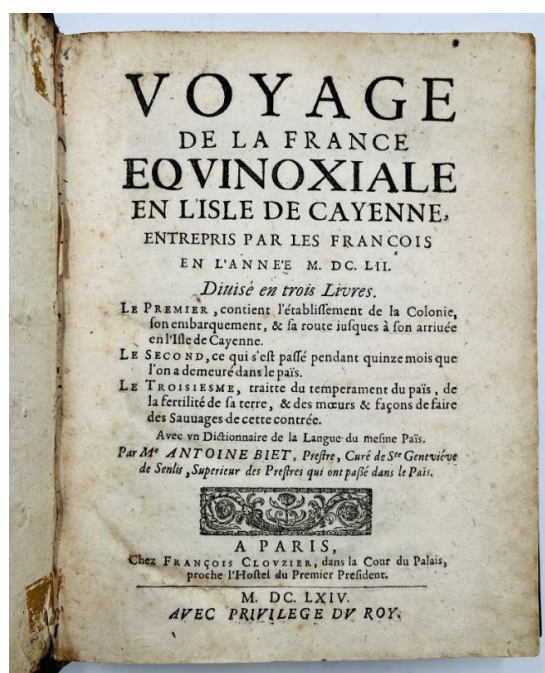 VOYAGE
DE LA FRANCE
EQVINOXIALE
EN L'ISLE DE CAYENNE,
ENTREPRIS PAR LES FRANCOIS
EN L'ANNE'E M. DC. LII.
Diuisé en trois Livres.
LE PREMIER, contient l'établiſſement de la Colonie,
ſon embarquement, & ſa route iuſques à ſon arriuée
en l'Iſle de Cayenne.
LE SECOND, ce qui s'eſt paſſé pendant quinze mois que
l'on a demeuré dans le païs.
LE TROISIESME, traitte du temperament du païs, de
la fertilité de ſa terre, & des mœurs & façons de faire
des Sauuages de cette contrée.
Avec vn Dictionnaire de la Langue du meſme Païs.
Par Me ANTOINE BIET, Preſtre, Curé de Ste Geneviéve
de Senlis, Superieur des Preſtres qui ont paſſé dans le Païs.
A PARIS,
Chez FRANÇOIS CLOVZIER, dans la Cour du Palais,
proche l'Hoſtel du Premier Preſident.
M. DC. LXIV.
AVEC PRIVILEGE DV ROY.